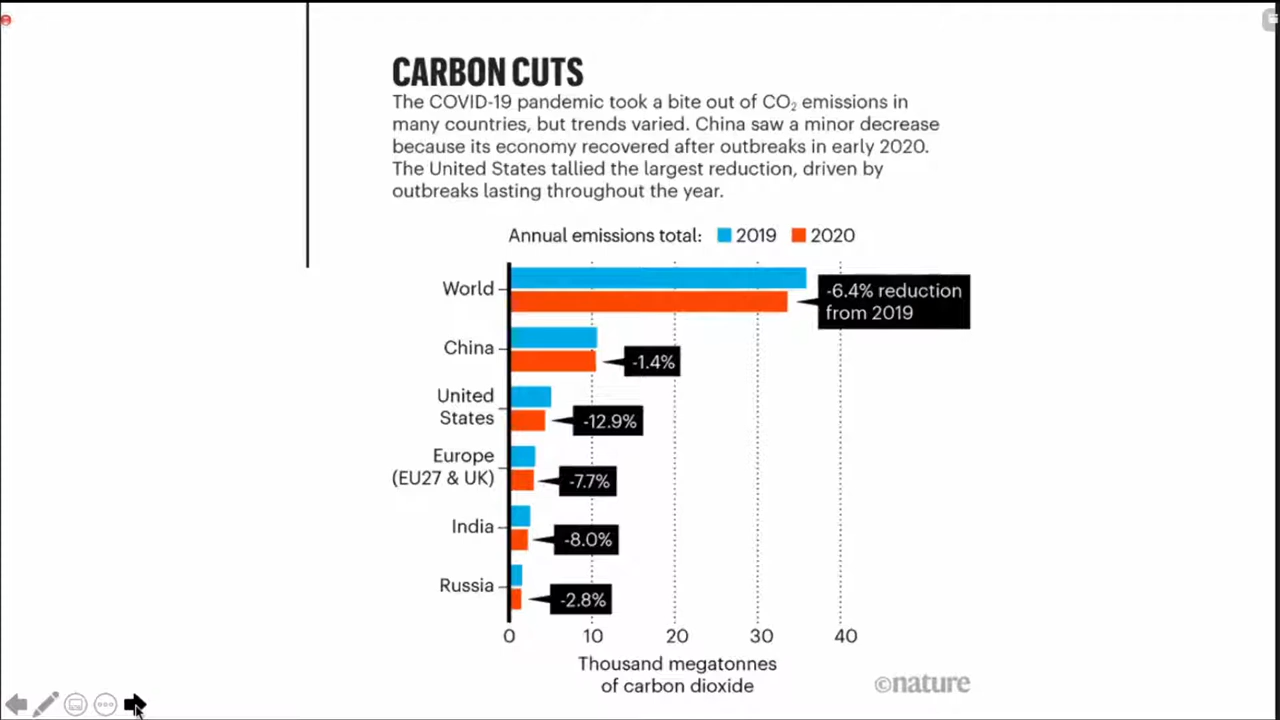 CARBON CUTS
The COVID-19 pandemic took a bite out of CO₂ emissions in
many countries, but trends varied. China saw a minor decrease
because its economy recovered after outbreaks in early 2020.
The United States tallied the largest reduction, driven by
outbreaks lasting throughout the year.
Annual emissions total: 2019 2020
World
-6.4% reduction
from 2019
China
-1.4%
United
States
-12.9%
Europe
(EU27 & UK)
-7.7%
India
-8.0%
Russia
-2.8%
0 10 20 30 40
Thousand megatonnes
of carbon dioxide
©nature